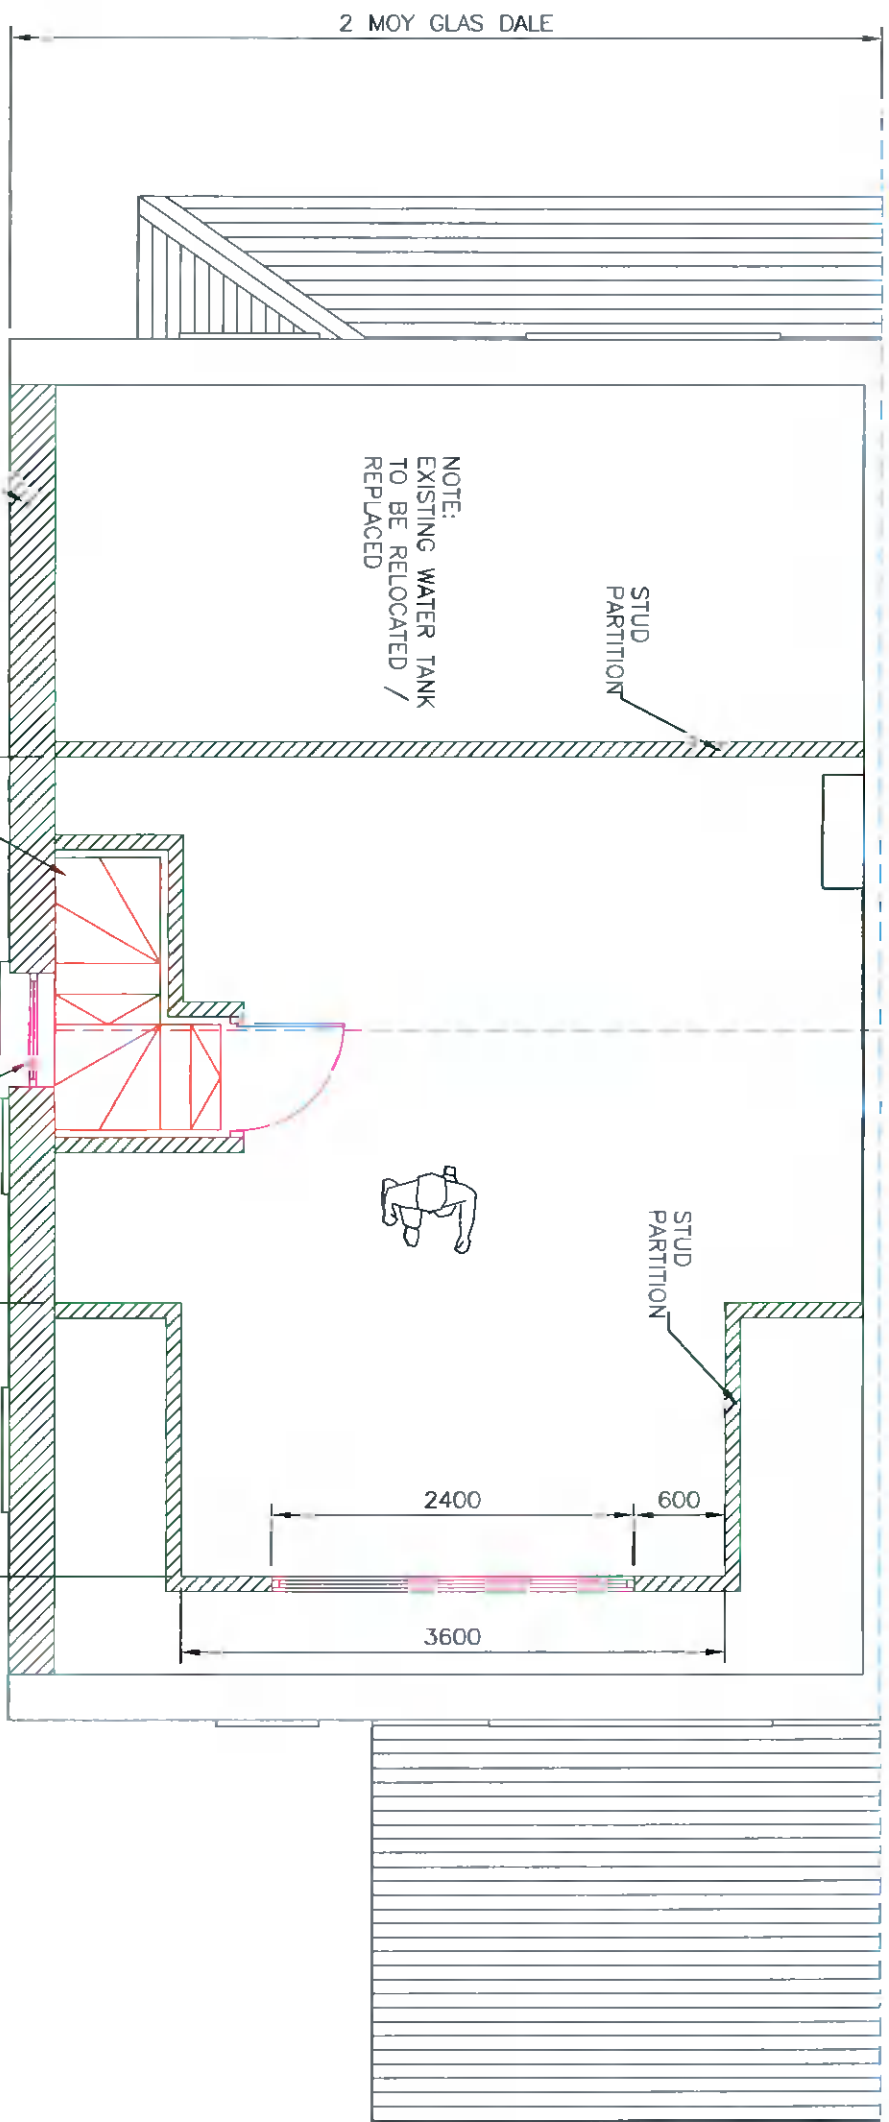 2 MOY GLAS DALE
NOTE:
EXISTING WATER TANK
TO BE RELOCATED /
REPLACED
STUD
PARTITION
STUD
PARTITION
2400
600
3600